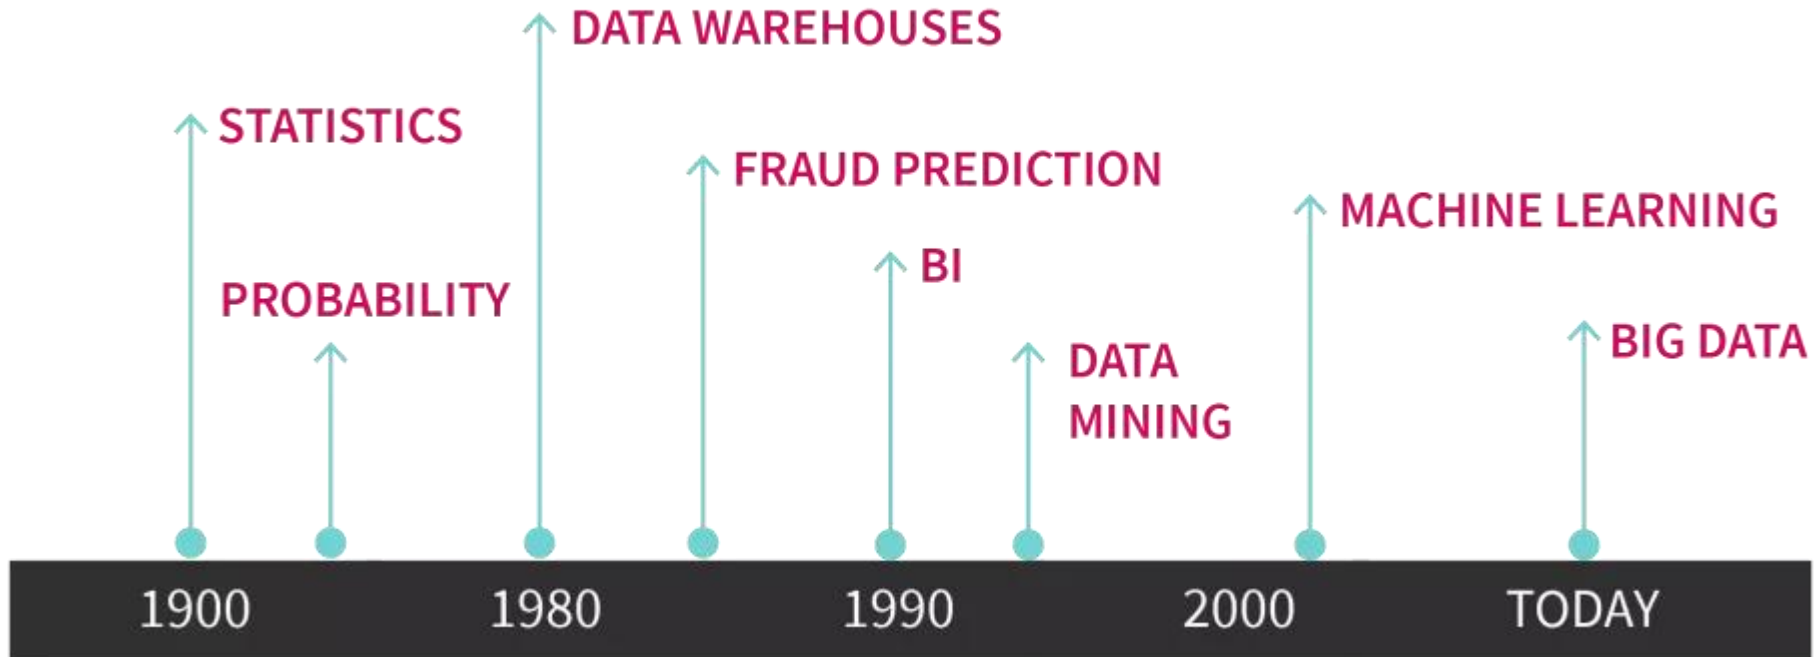 DATA WAREHOUSES
STATISTICS
FRAUD PREDICTION
MACHINE LEARNING
BI
PROBABILITY
BIG DATA
DATA
MINING
1900 1980 1990 2000 TODAY